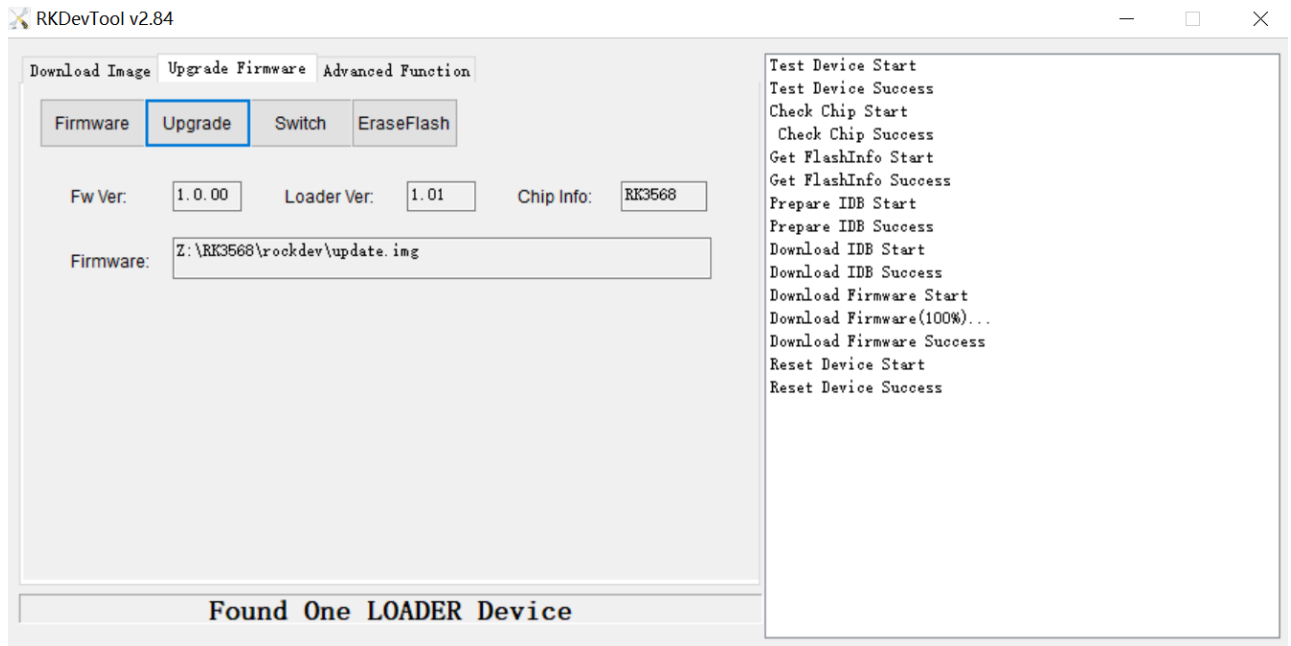 RKDevTool v2.84
Download Image Upgrade Firmware Advanced Function
Firmware Upgrade Switch EraseFlash
Fw Ver: 1.0.00 Loader Ver: 1.01 Chip Info: RK3568
Firmware: Z:\RK3568\rockdev\update.img
Found One LOADER Device
Test Device Start
Test Device Success
Check Chip Start
Check Chip Success
Get FlashInfo Start
Get FlashInfo Success
Prepare IDB Start
Prepare IDB Success
Download IDB Start
Download IDB Success
Download Firmware Start
Download Firmware(100%)...
Download Firmware Success
Reset Device Start
Reset Device Success